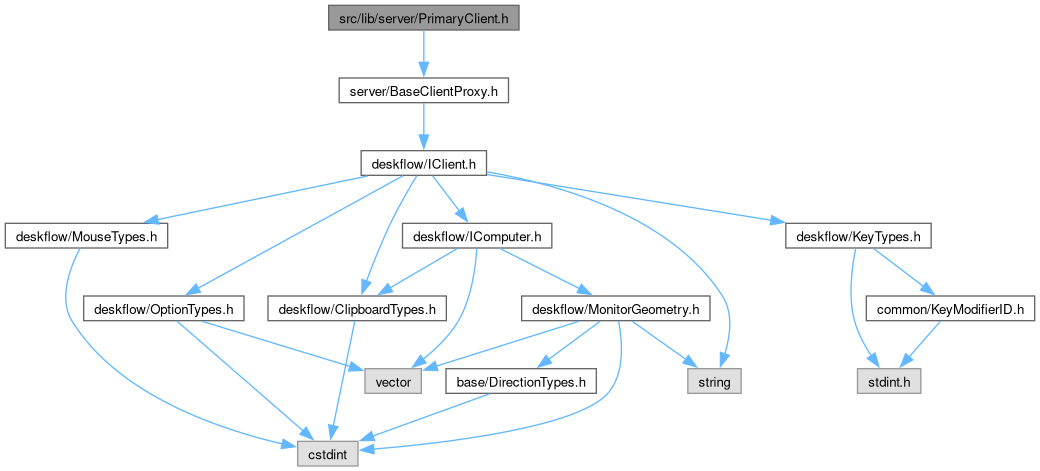 src/lib/server/PrimaryClient.h
server/BaseClientProxy.h
deskflow/IClient.h
deskflow/MouseTypes.h
deskflow/IComputer.h
deskflow/KeyTypes.h
deskflow/OptionTypes.h
deskflow/ClipboardTypes.h
deskflow/MonitorGeometry.h
common/KeyModifierID.h
vector
base/DirectionTypes.h
string
stdint.h
cstdint